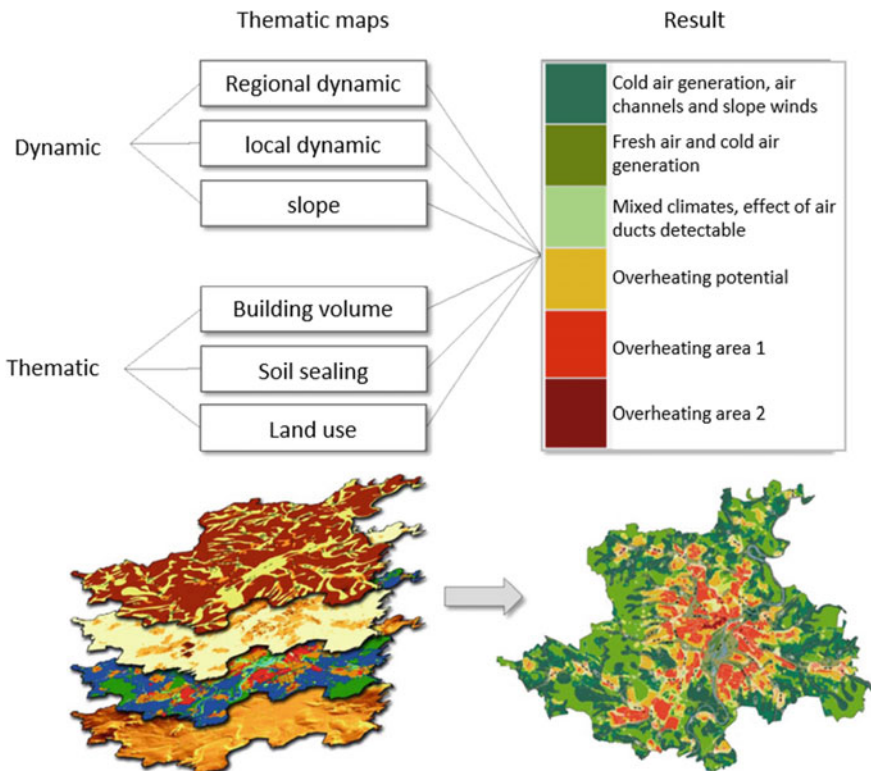 Thematic maps
Result
Dynamic
Regional dynamic
local dynamic
slope
Thematic
Building volume
Soil sealing
Land use
Cold air generation, air
channels and slope winds
Fresh air and cold air
generation
Mixed climates, effect of air
ducts detectable
Overheating potential
Overheating area 1
Overheating area 2